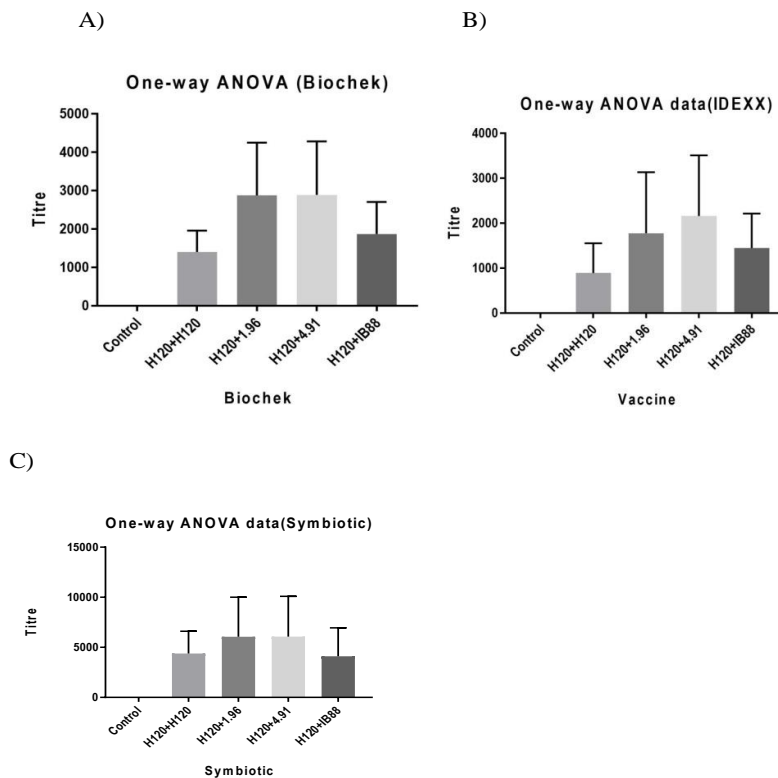 A)
One-way ANOVA (Biochek)
5000
4000
3000
2000
1000
0
Titre
Control
H120+H120
H120+1.96
H120+4.91
H120+IB88
Biochek
B)
One-way ANOVA data(IDEXX)
4000
3000
2000
1000
0
Titre
Control
H120+H120
H120+1.96
H120+4.91
H120+IB88
Vaccine
C)
One-way ANOVA data(Symbiotic)
15000
10000
5000
0
Titre
Control
H120+H120
H120+1.96
H120+4.91
H120+IB88
Symbiotic